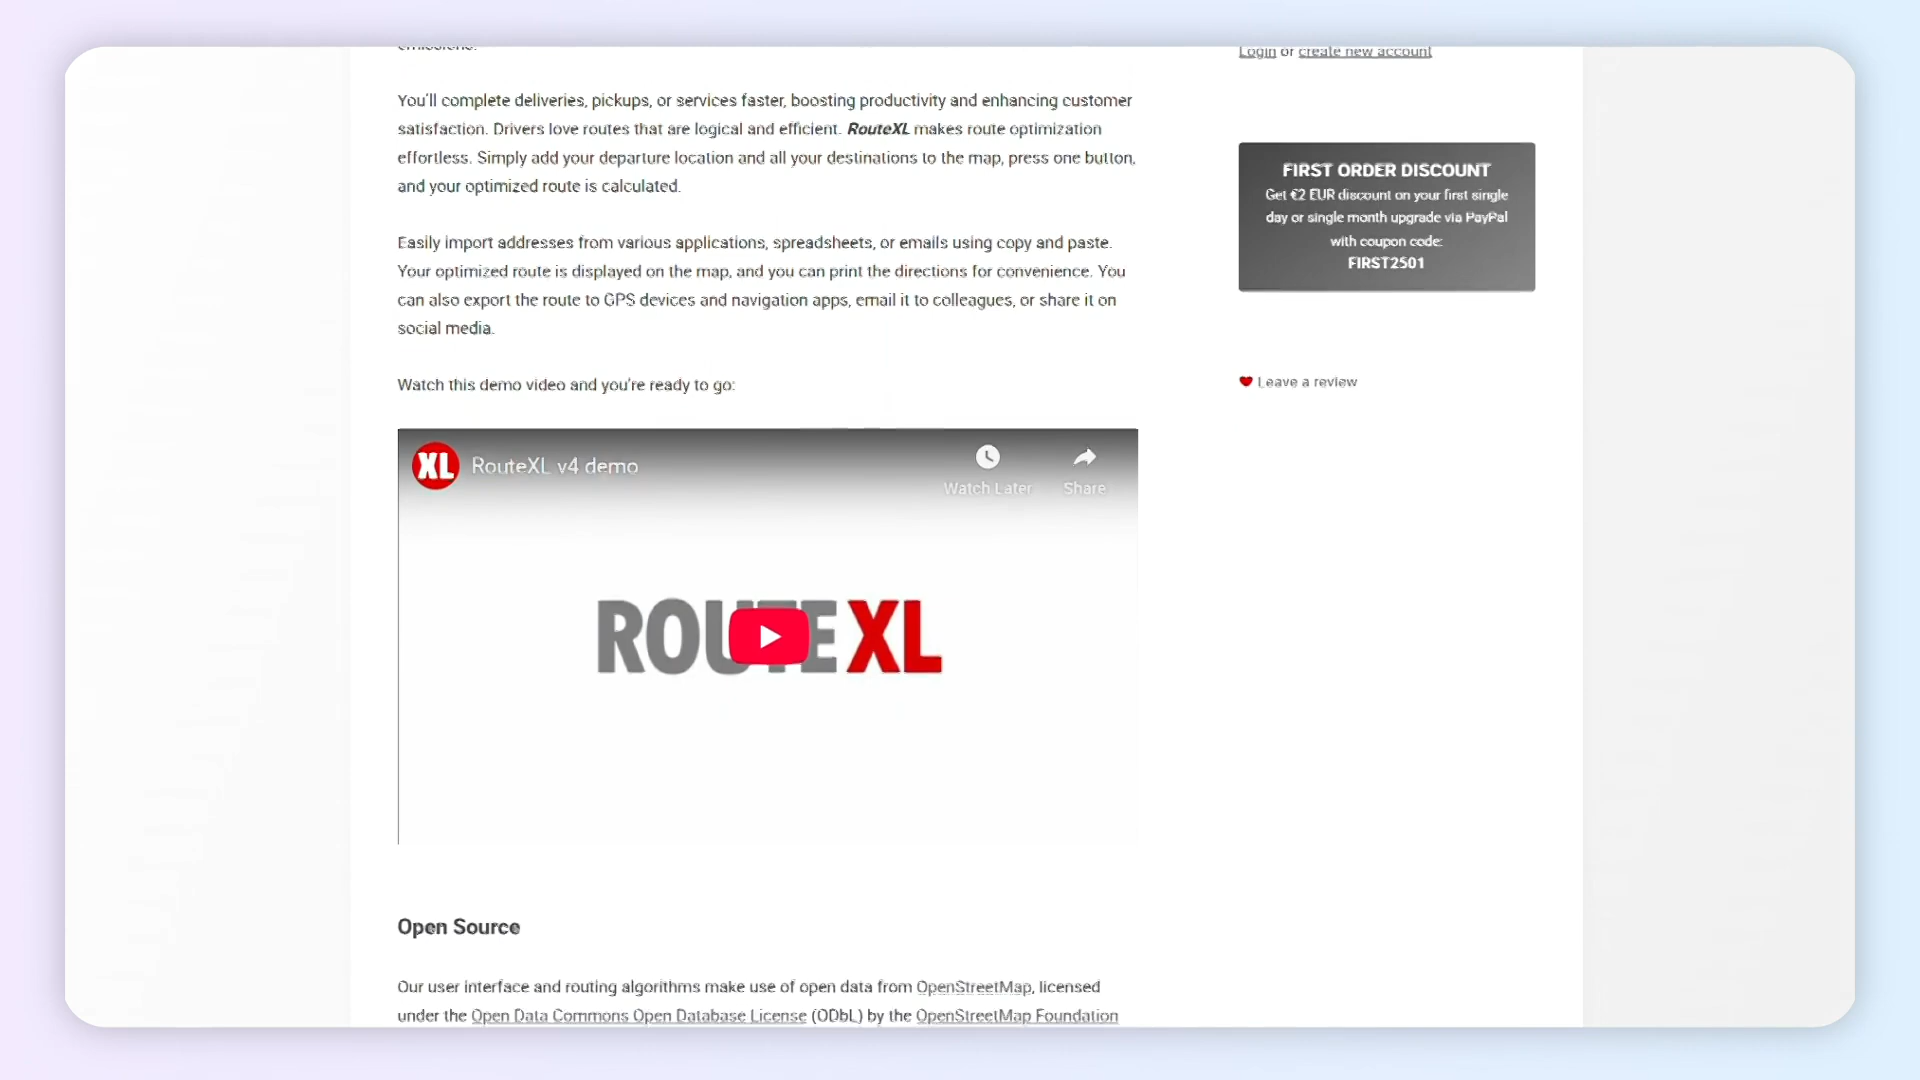 emissions.
You'll complete deliveries, pickups, or services faster, boosting productivity and enhancing customer
satisfaction. Drivers love routes that are logical and efficient. RouteXL makes route optimization
effortless. Simply add your departure location and all your destinations to the map, press one button,
and your optimized route is calculated.
Easily import addresses from various applications, spreadsheets, or emails using copy and paste.
Your optimized route is displayed on the map, and you can print the directions for convenience. You
can also export the route to GPS devices and navigation apps, email it to colleagues, or share it on
social media.
Watch this demo video and you're ready to go:
XL RouteXL v4 demo
Watch Later
Share
ROUTEXL
Open Source
Our user interface and routing algorithms make use of open data from OpenStreetMap, licensed
under the Open Data Commons Open Database License (ODbL) by the OpenStreetMap Foundation
Login or create new account
FIRST ORDER DISCOUNT
Get €2 EUR discount on your first single
day or single month upgrade via PayPal
with coupon code:
FIRST2501
Leave a review